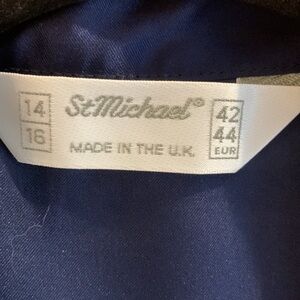 14
16
StMichael®
MADE IN THE U.K.
42
44
EUR